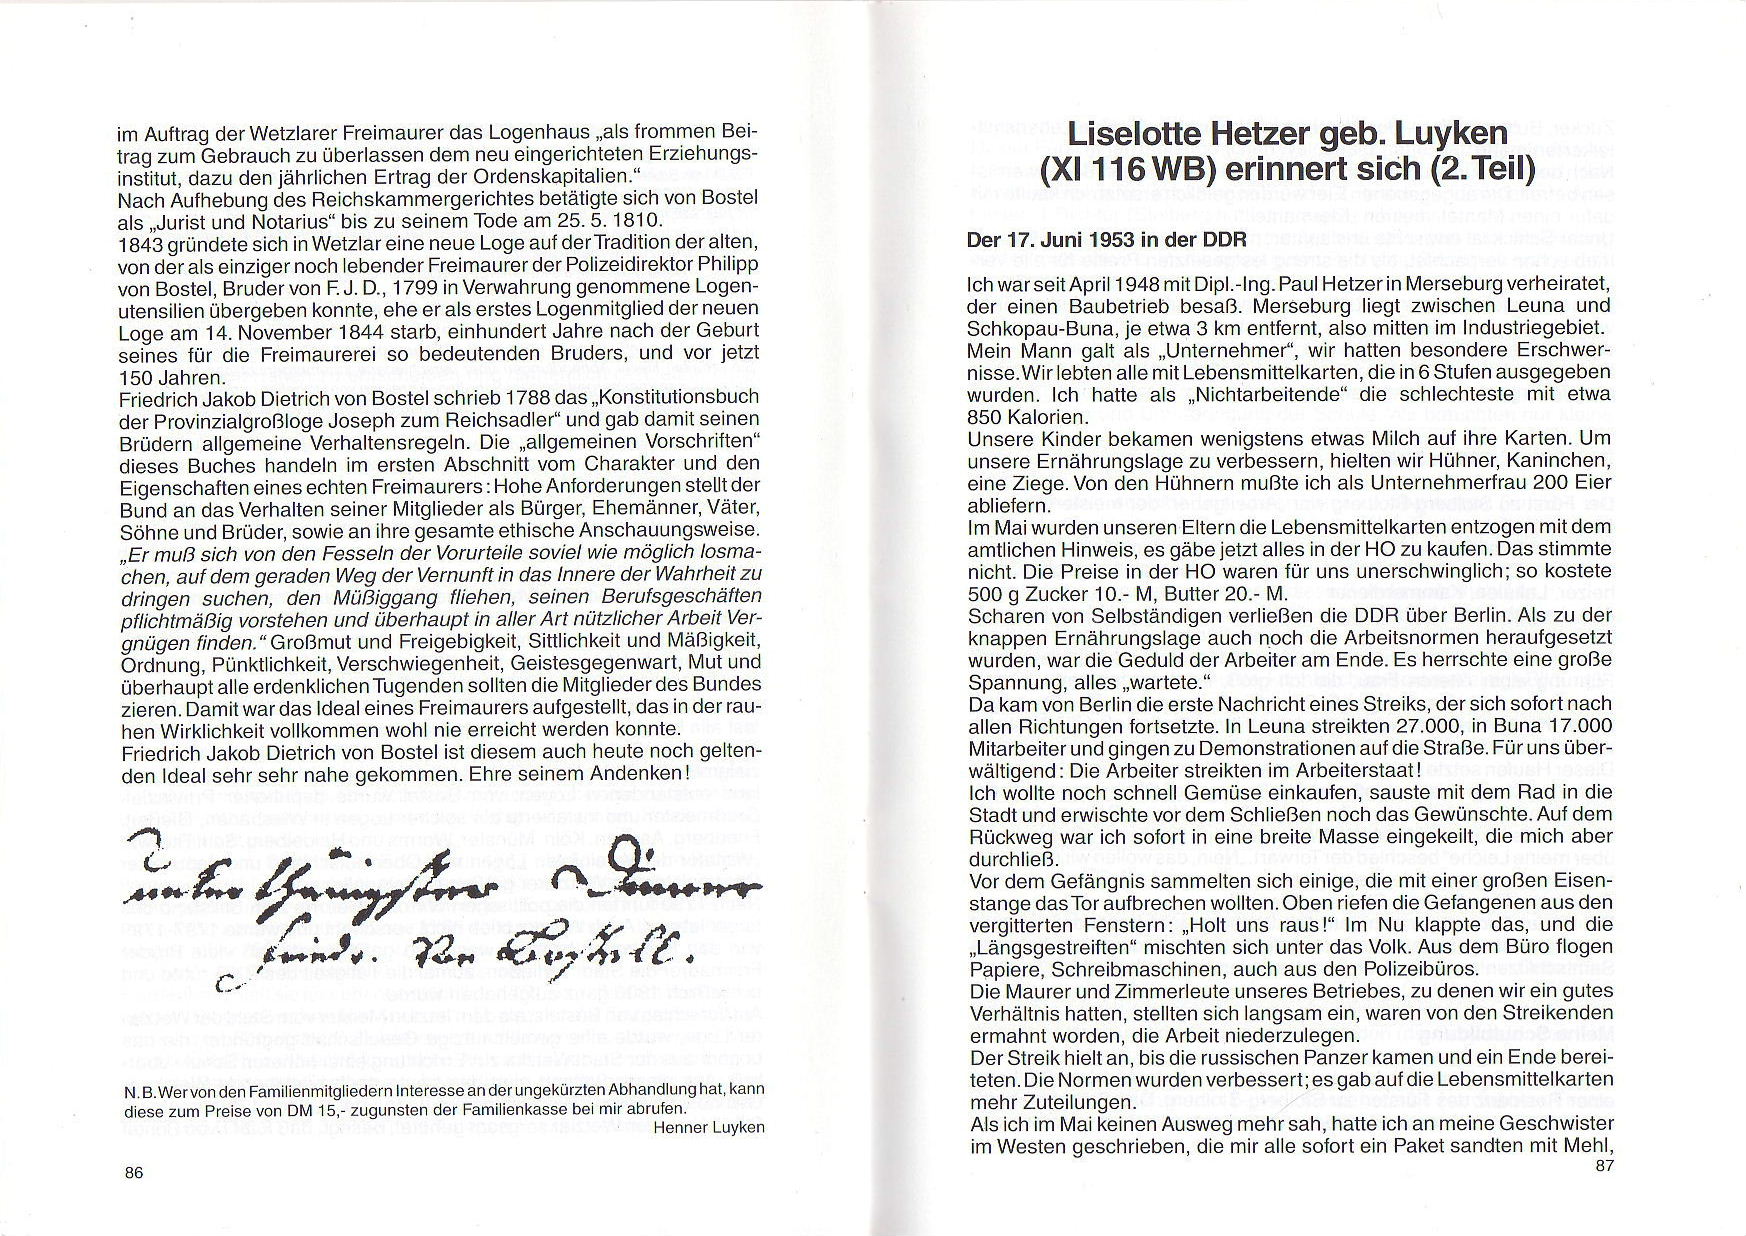 im Auftrag der Wetzlarer Freimaurer das Logenhaus „als frommen Bei-
trag zum Gebrauch zu überlassen dem neu eingerichteten Erziehungs-
institut, dazu den jährlichen Ertrag der Ordenskapitalien.“
Nach Aufhebung des Reichskammergerichtes betätigte sich von Bostel
als „Jurist und Notarius“ bis zu seinem Tode am 25. 5. 1810.
1843 gründete sich in Wetzlar eine neue Loge auf der Tradition der alten,
von der als einziger noch lebender Freimaurer der Polizeidirektor Philipp
von Bostel, Bruder von F. J. D., 1799 in Verwahrung genommene Logen-
utensilien übergeben konnte, ehe er als erstes Logenmitglied der neuen
Loge am 14. November 1844 starb, einhundert Jahre nach der Geburt
seines für die Freimaurerei so bedeutenden Bruders, und vor jetzt
150 Jahren.
Friedrich Jakob Dietrich von Bostel schrieb 1788 das „Konstitutionsbuch
der Provinzialgroßloge Joseph zum Reichsadler“ und gab damit seinen
Brüdern allgemeine Verhaltensregeln. Die „allgemeinen Vorschriften“
dieses Buches handeln im ersten Abschnitt vom Charakter und den
Eigenschaften eines echten Freimaurers: Hohe Anforderungen stellt der
Bund an das Verhalten seiner Mitglieder als Bürger, Ehemänner, Väter,
Söhne und Brüder, sowie an ihre gesamte ethische Anschauungsweise.
„Er muß sich von den Fesseln der Vorurteile soviel wie möglich losma-
chen, auf dem geraden Weg der Vernunft in das Innere der Wahrheit zu
dringen suchen, den Müßiggang fliehen, seinen Berufsgeschäften
pflichtmäßig vorstehen und überhaupt in aller Art nützlicher Arbeit Ver-
gnügen finden.“ Großmut und Freigebigkeit, Sittlichkeit und Mäßigkeit,
Ordnung, Pünktlichkeit, Verschwiegenheit, Geistesgegenwart, Mut und
überhaupt alle erdenklichen Tugenden sollten die Mitglieder des Bundes
zieren. Damit war das Ideal eines Freimaurers aufgestellt, das in der rau-
hen Wirklichkeit vollkommen wohl nie erreicht werden konnte.
Friedrich Jakob Dietrich von Bostel ist diesem auch heute noch gelten-
den Ideal sehr sehr nahe gekommen. Ehre seinem Andenken!
von Bostell.
N. B. Wer von den Familienmitgliedern Interesse an der ungekürzten Abhandlung hat, kann
diese zum Preise von DM 15,- zugunsten der Familienkasse bei mir abrufen.
Henner Luyken
86
Liselotte Hetzer geb. Luyken
(XI 116 WB) erinnert sich (2. Teil)
Der 17. Juni 1953 in der DDR
Ich war seit April 1948 mit Dipl.-Ing. Paul Hetzer in Merseburg verheiratet,
der einen Baubetrieb besaß. Merseburg liegt zwischen Leuna und
Schkopau-Buna, je etwa 3 km entfernt, also mitten im Industriegebiet.
Mein Mann galt als „Unternehmer“, wir hatten besondere Erschwer-
nisse. Wir lebten alle mit Lebensmittelkarten, die in 6 Stufen ausgegeben
wurden. Ich hatte als „Nichtarbeitende“ die schlechteste mit etwa
850 Kalorien.
Unsere Kinder bekamen wenigstens etwas Milch auf ihre Karten. Um
unsere Ernährungslage zu verbessern, hielten wir Hühner, Kaninchen,
eine Ziege. Von den Hühnern mußte ich als Unternehmerfrau 200 Eier
abliefern.
Im Mai wurden unseren Eltern die Lebensmittelkarten entzogen mit dem
amtlichen Hinweis, es gäbe jetzt alles in der HO zu kaufen. Das stimmte
nicht. Die Preise in der HO waren für uns unerschwinglich; so kostete
500 g Zucker 10.- M, Butter 20.- M.
Scharen von Selbständigen verließen die DDR über Berlin. Als zu der
knappen Ernährungslage auch noch die Arbeitsnormen heraufgesetzt
wurden, war die Geduld der Arbeiter am Ende. Es herrschte eine große
Spannung, alles „wartete.“
Da kam von Berlin die erste Nachricht eines Streiks, der sich sofort nach
allen Richtungen fortsetzte. In Leuna streikten 27.000, in Buna 17.000
Mitarbeiter und gingen zu Demonstrationen auf die Straße. Für uns über-
wältigend: Die Arbeiter streikten im Arbeiterstaat!
Ich wollte noch schnell Gemüse einkaufen, sauste mit dem Rad in die
Stadt und erwischte vor dem Schließen noch das Gewünschte. Auf dem
Rückweg war ich sofort in eine breite Masse eingekeilt, die mich aber
durchließ.
Vor dem Gefängnis sammelten sich einige, die mit einer großen Eisen-
stange das Tor aufbrechen wollten. Oben riefen die Gefangenen aus den
vergitterten Fenstern: „Holt uns raus!“ Im Nu klappte das, und die
„Längsgestreiften“ mischten sich unter das Volk. Aus dem Büro flogen
Papiere, Schreibmaschinen, auch aus den Polizeibüros.
Die Maurer und Zimmerleute unseres Betriebes, zu denen wir ein gutes
Verhältnis hatten, stellten sich langsam ein, waren von den Streikenden
ermahnt worden, die Arbeit niederzulegen.
Der Streik hielt an, bis die russischen Panzer kamen und ein Ende berei-
teten. Die Normen wurden verbessert; es gab auf die Lebensmittelkarten
mehr Zuteilungen.
Als ich im Mai keinen Ausweg mehr sah, hatte ich an meine Geschwister
im Westen geschrieben, die mir alle sofort ein Paket sandten mit Mehl,
87